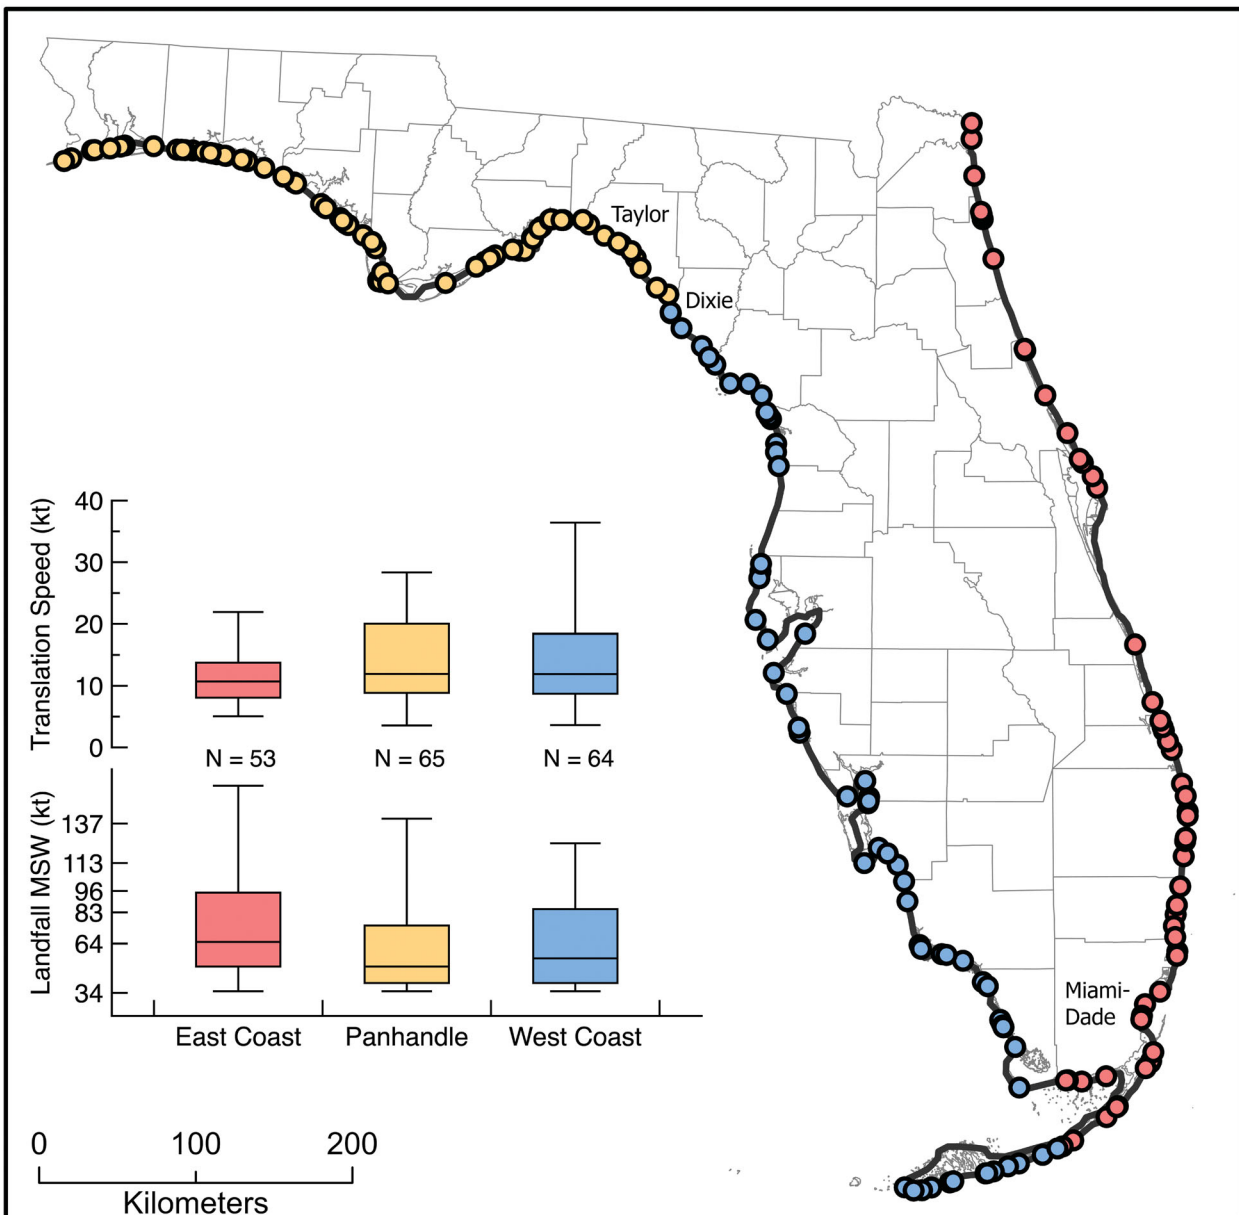 Taylor
Dixie
Miami-
Dade
Translation Speed (kt)
40
30
20
10
0
N = 53
N = 65
N = 64
Landfall MSW (kt)
137
113
96
83
64
34
East Coast
Panhandle
West Coast
0
100
200
Kilometers